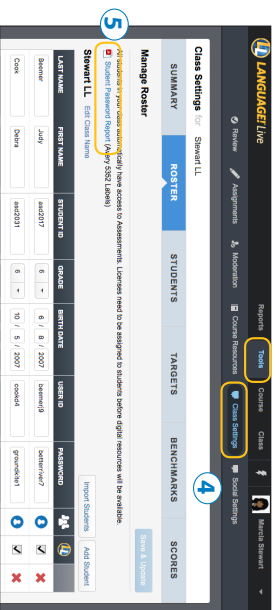 LANGUAGE! Live
Reports Tools Course Class Marcia Stewart
Review Assignments Moderation Course Resources Class Settings Social Settings
4
Class Settings for Stewart LL
SUMMARY ROSTER STUDENTS TARGETS BENCHMARKS SCORES
Manage Roster
Save & Update
All students in your class automatically have access to Assessments. Licenses need to be assigned to students before digital resources will be available.
5
Student Password Report (Avery 5352 Labels)
Stewart LL Edit Class Name Import Students Add Student
LAST NAME FIRST NAME STUDENT ID GRADE BIRTH DATE USER ID PASSWORD
Beemer Judy asd2017 6 6 / 8 / 2007 beemerj9 betterriver7
Cook Debra asd2031 6 10 / 5 / 2007 cookd4 groundkite1